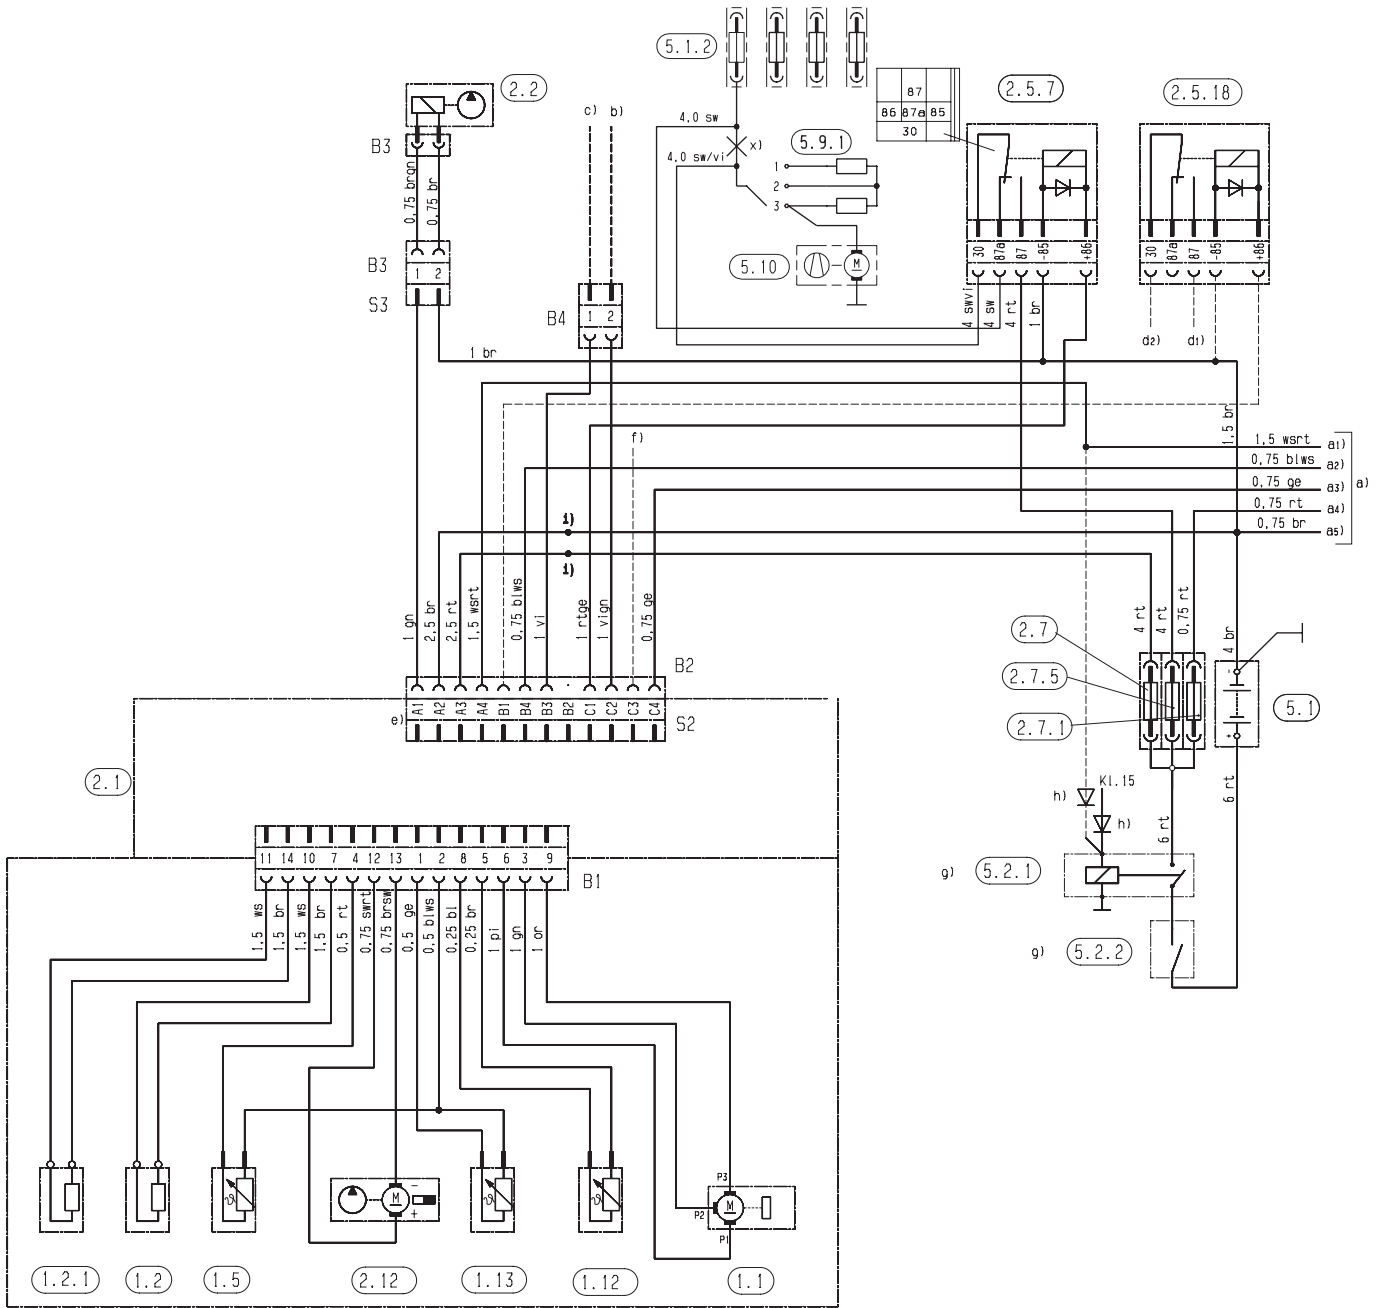 5.1.2
2.2
c) b)
87
86 87a 85
30
2.5.7
2.5.18
B3
4,0 sw
x)
4,0 sw/vi
5.9.1
1
2
3
0,75 brgn
0,75 br
B3
1 2
S3
5.10
M
30 87a 87 -85 +86
30 87a 87 -85 +86
B4
1 2
4 swvi
4 sw
4 rt
1 br
d2) d1)
1 br
1,5 br
f)
1,5 wsrt a1)
0,75 blws a2)
0,75 ge a3)
0,75 rt a4)
0,75 br a5)
a)
i)
i)
1 gn
2,5 br
2,5 rt
1,5 wsrt
0,75 blws
1 vi
1 rtge
1 vign
0,75 ge
4 rt
4 rt
0,75 rt
4 br
2.7
2.7.5
2.7.1
B2
A1 A2 A3 A4 B1 B4 B3 B2 C1 C2 C3 C4
e)
S2
-
+
5.1
2.1
Kl.15
h)
h)
6 rt
6 rt
11 14 10 7 4 12 13 1 2 8 5 6 3 9
B1
g) 5.2.1
g) 5.2.2
1,5 ws
1,5 br
1,5 ws
1,5 br
0,5 rt
0,75 swrt
0,75 brsw
0,5 ge
0,5 blws
0,25 bl
0,25 br
1 pi
1 gn
1 or
ϑ
M
-
+
ϑ
ϑ
P3
P2
M
P1
1.2.1
1.2
1.5
2.12
1.13
1.12
1.1